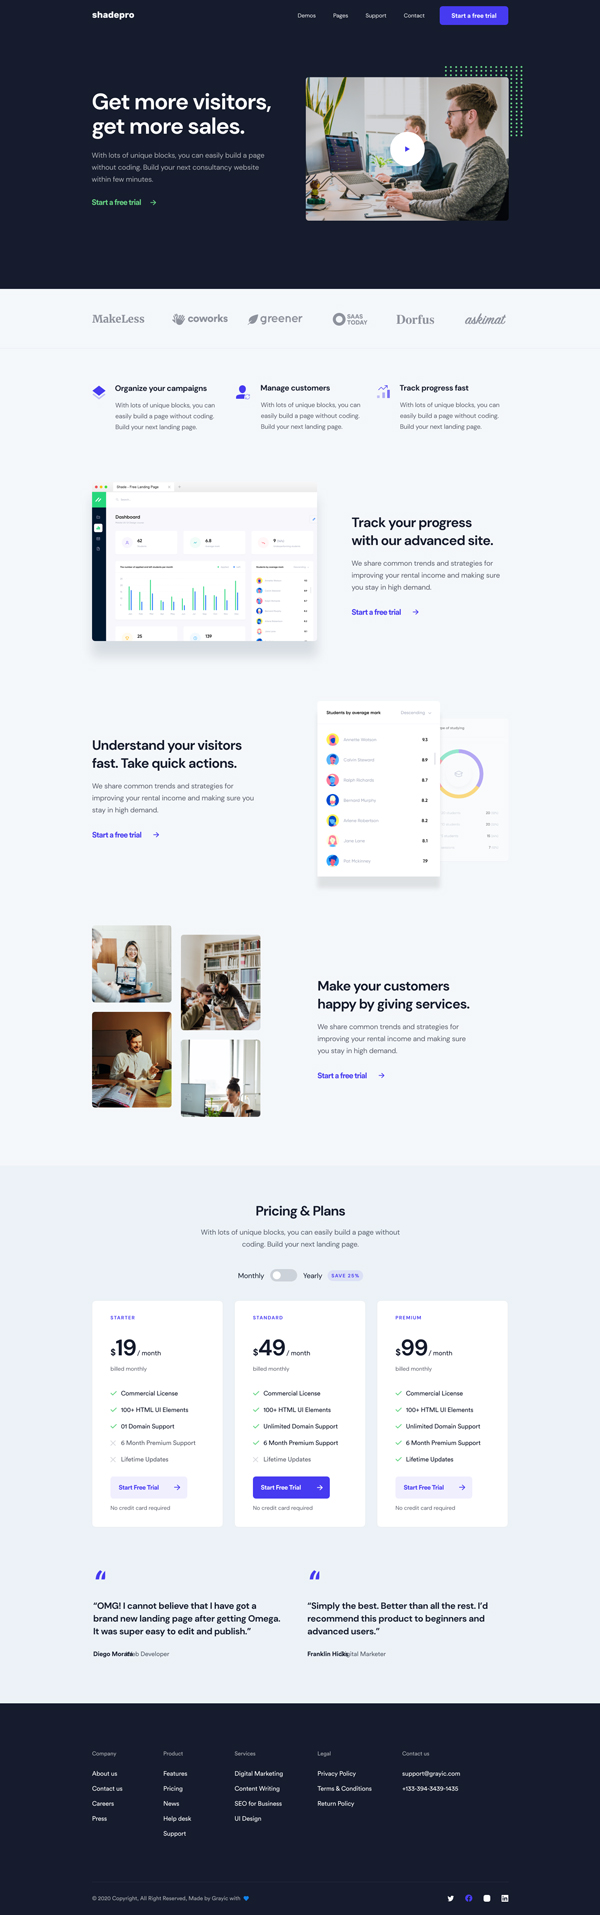 shadepro
Demos Pages Support Contact Start a free trial
Get more visitors,
get more sales.
With lots of unique blocks, you can easily build a page
without coding. Build your next consultancy website
within few minutes.
Start a free trial
MakeLess coworks greener SAAS TODAY Dorfus askimat
Organize your campaigns
With lots of unique blocks, you can
easily build a page without coding.
Build your next landing page.
Manage customers
With lots of unique blocks, you can
easily build a page without coding.
Build your next landing page.
Track progress fast
With lots of unique blocks, you can
easily build a page without coding.
Build your next landing page.
Shade - Free Landing Page
Dashboard
62
6.8
9
Students by average mark
25
139
Track your progress
with our advanced site.
We share common trends and strategies for
improving your rental income and making sure
you stay in high demand.
Start a free trial
Understand your visitors
fast. Take quick actions.
We share common trends and strategies for
improving your rental income and making sure you
stay in high demand.
Start a free trial
Students by average mark Descending
9.3
8.9
8.7
8.2
8.2
8.1
7.9
Make your customers
happy by giving services.
We share common trends and strategies for
improving your rental income and making sure
you stay in high demand.
Start a free trial
Pricing & Plans
With lots of unique blocks, you can easily build a page without
coding. Build your next landing page.
Monthly Yearly SAVE 25%
STARTER
$19 / month
billed monthly
Commercial License
100+ HTML UI Elements
01 Domain Support
6 Month Premium Support
Lifetime Updates
Start Free Trial
No credit card required
STANDARD
$49 / month
billed monthly
Commercial License
100+ HTML UI Elements
Unlimited Domain Support
6 Month Premium Support
Lifetime Updates
Start Free Trial
No credit card required
PREMIUM
$99 / month
billed monthly
Commercial License
100+ HTML UI Elements
Unlimited Domain Support
6 Month Premium Support
Lifetime Updates
Start Free Trial
No credit card required
“OMG! I cannot believe that I have got a
brand new landing page after getting Omega.
It was super easy to edit and publish.”
Diego Morata Web Developer
“Simply the best. Better than all the rest. I’d
recommend this product to beginners and
advanced users.”
Franklin Hicks Digital Marketer
Company
About us
Contact us
Careers
Press
Product
Features
Pricing
News
Help desk
Support
Services
Digital Marketing
Content Writing
SEO for Business
UI Design
Legal
Privacy Policy
Terms & Conditions
Return Policy
Contact us
support@grayic.com
+133-394-3439-1435
© 2020 Copyright, All Right Reserved, Made by Grayic with